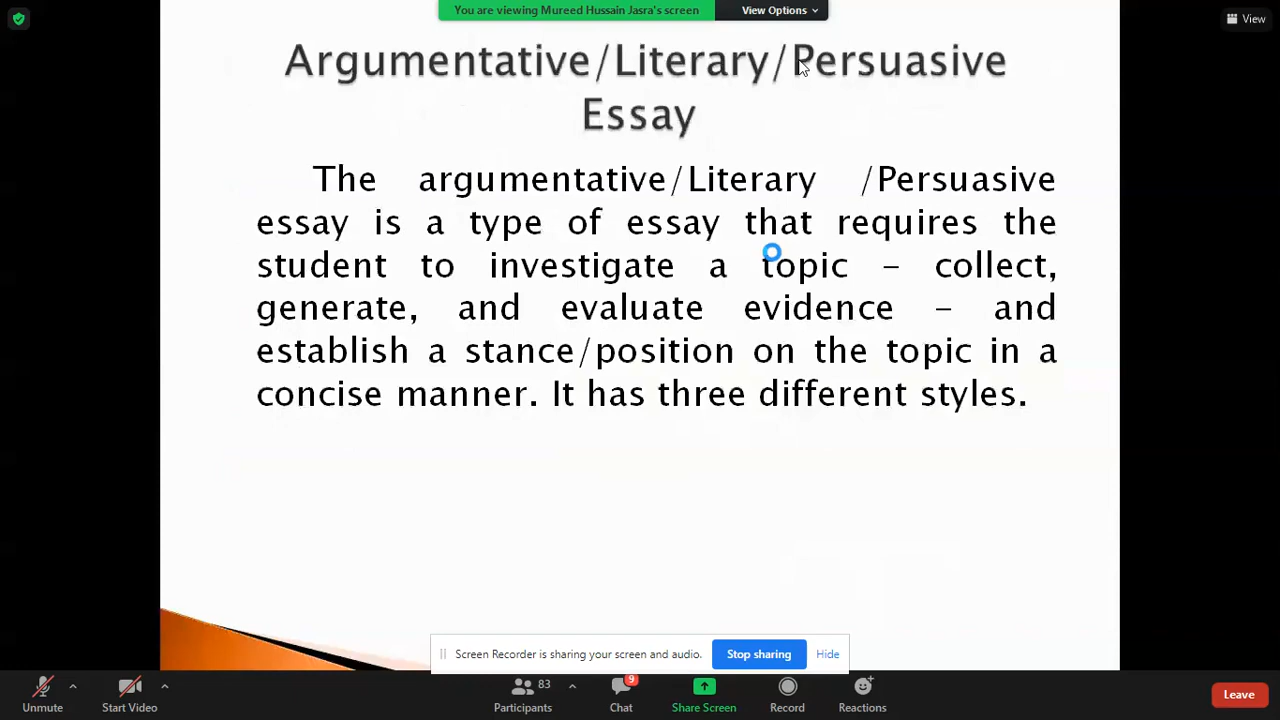 You are viewing Mureed Hussain Jasra's screen
View Options
View
Argumentative/Literary/Persuasive
Essay
The argumentative/Literary /Persuasive
essay is a type of essay that requires the
student to investigate a topic – collect,
generate, and evaluate evidence – and
establish a stance/position on the topic in a
concise manner. It has three different styles.
Screen Recorder is sharing your screen and audio.
Stop sharing
Hide
Unmute
Start Video
83
Participants
9
Chat
Share Screen
Record
Reactions
Leave